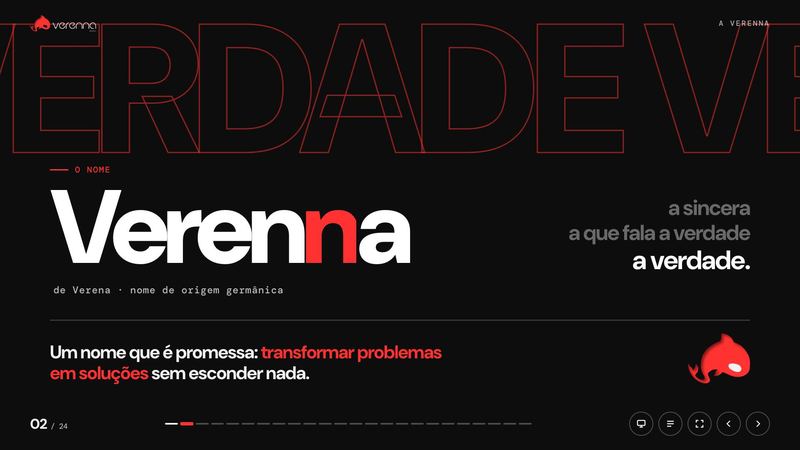 verenna
A VERENNA
VERDADE VE
O NOME
Verenna
a sincera
a que fala a verdade
a verdade.
de Verena · nome de origem germânica
Um nome que é promessa: transformar problemas
em soluções sem esconder nada.
02 / 24